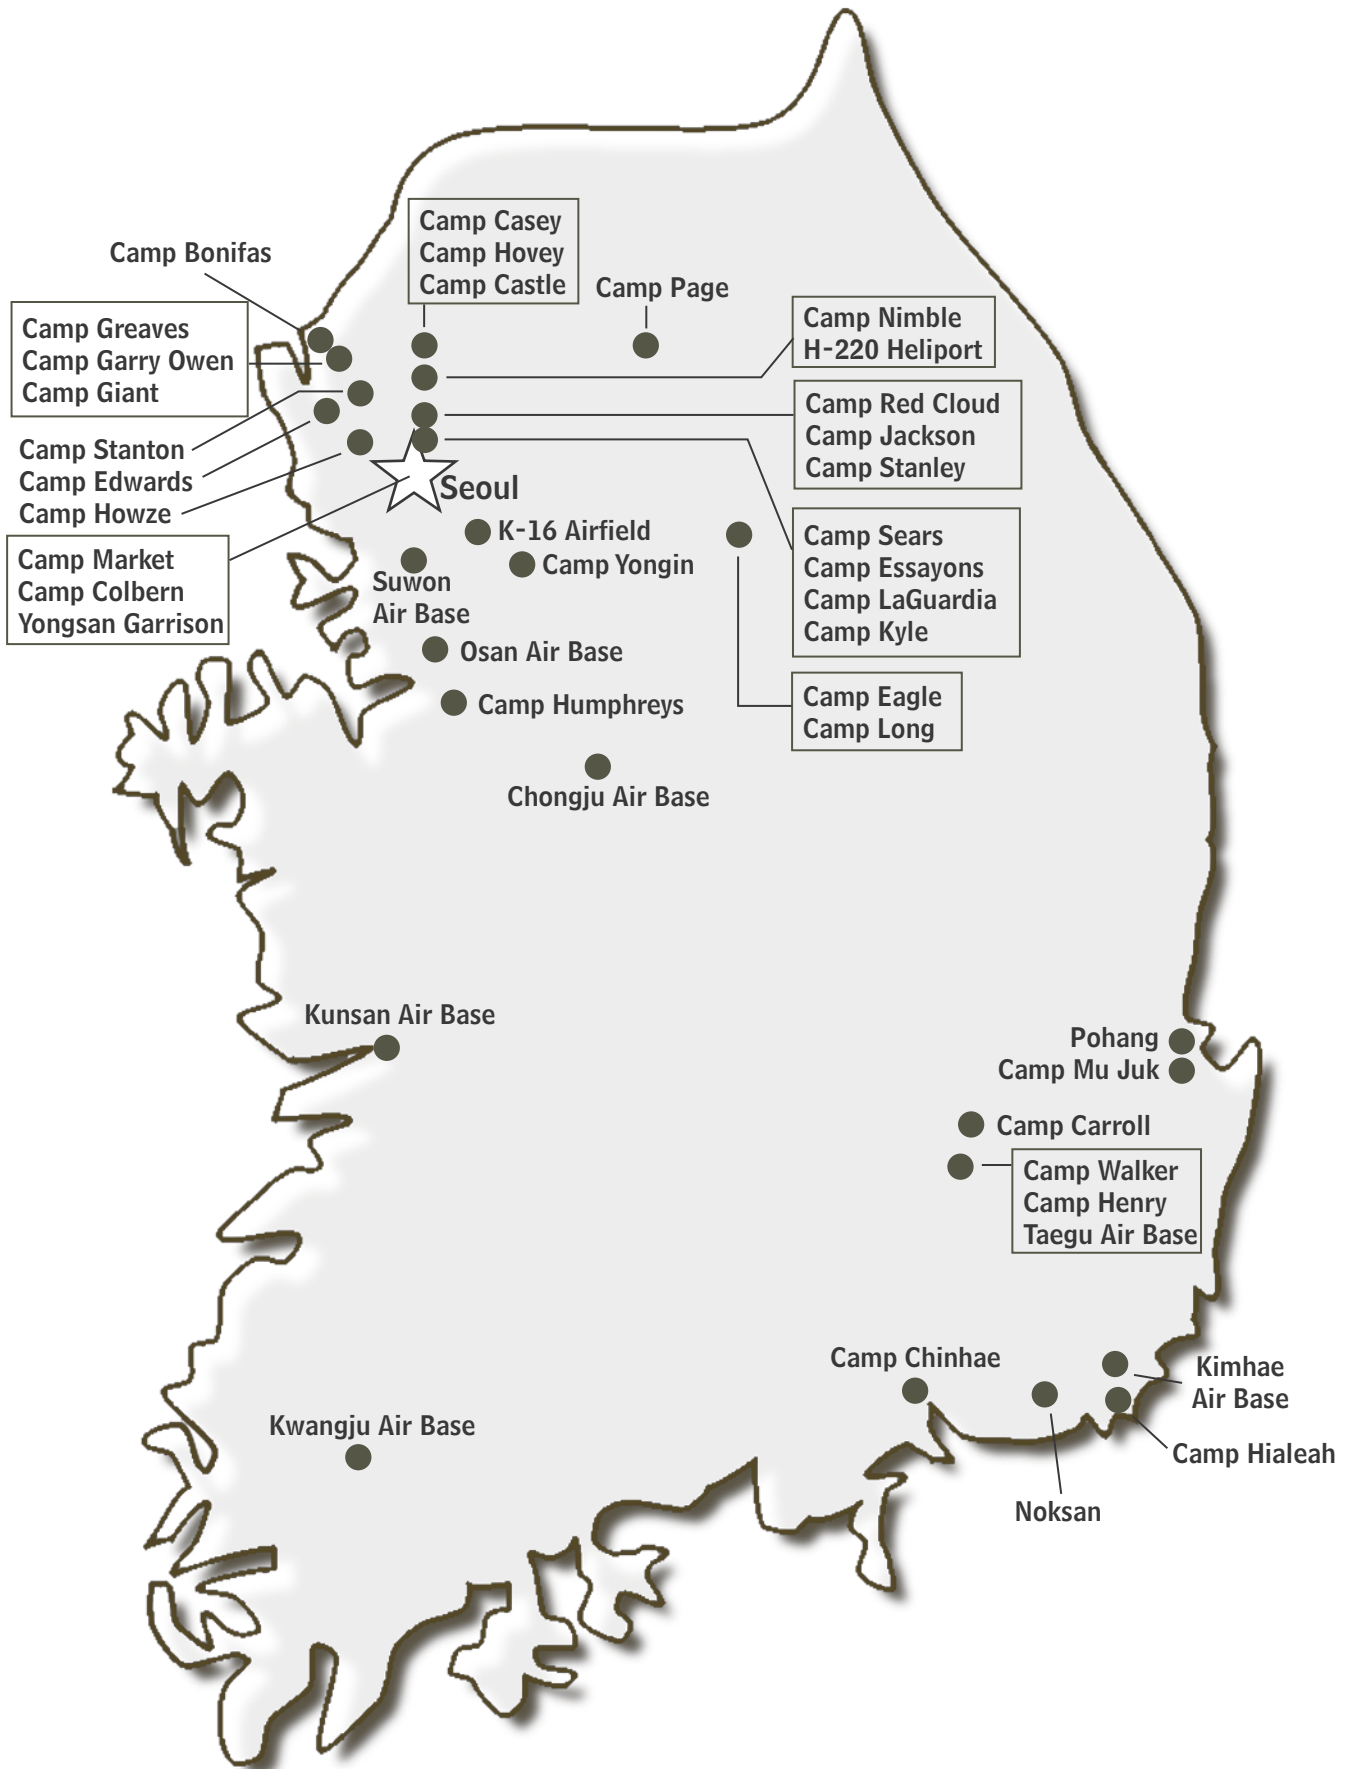 Camp Casey
Camp Hovey
Camp Castle
Camp Bonifas
Camp Page
Camp Greaves
Camp Garry Owen
Camp Giant
Camp Nimble
H-220 Heliport
Camp Red Cloud
Camp Jackson
Camp Stanley
Camp Stanton
Camp Edwards
Camp Howze
Seoul
Camp Market
Camp Colbern
Yongsan Garrison
K-16 Airfield
Camp Yongin
Suwon
Air Base
Camp Sears
Camp Essayons
Camp LaGuardia
Camp Kyle
Osan Air Base
Camp Humphreys
Camp Eagle
Camp Long
Chongju Air Base
Kunsan Air Base
Pohang
Camp Mu Juk
Camp Carroll
Camp Walker
Camp Henry
Taegu Air Base
Camp Chinhae
Kimhae
Air Base
Kwangju Air Base
Camp Hialeah
Noksan